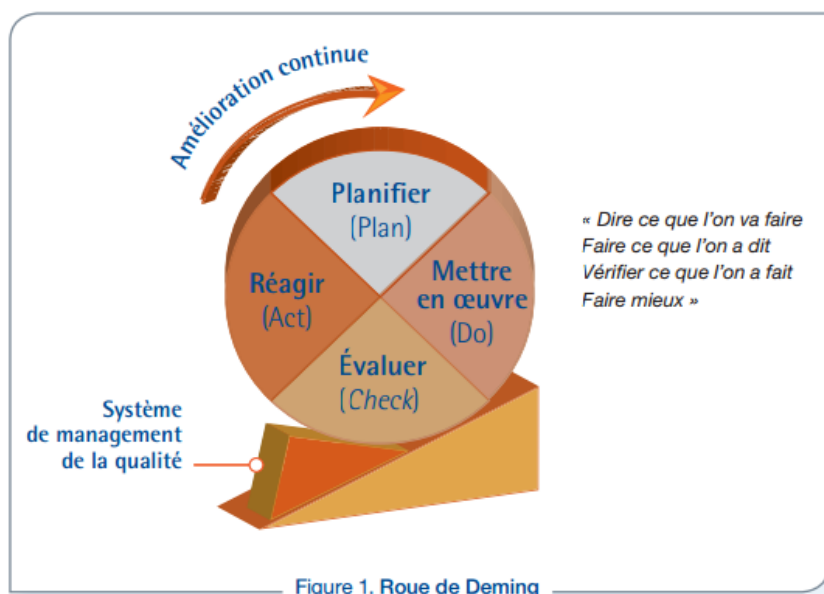 Amélioration continue
Planifier
(Plan)
Mettre
en œuvre
(Do)
Réagir
(Act)
Évaluer
(Check)
Système
de management
de la qualité
« Dire ce que l'on va faire
Faire ce que l'on a dit
Vérifier ce que l'on a fait
Faire mieux »
Figure 1. Roue de Deming